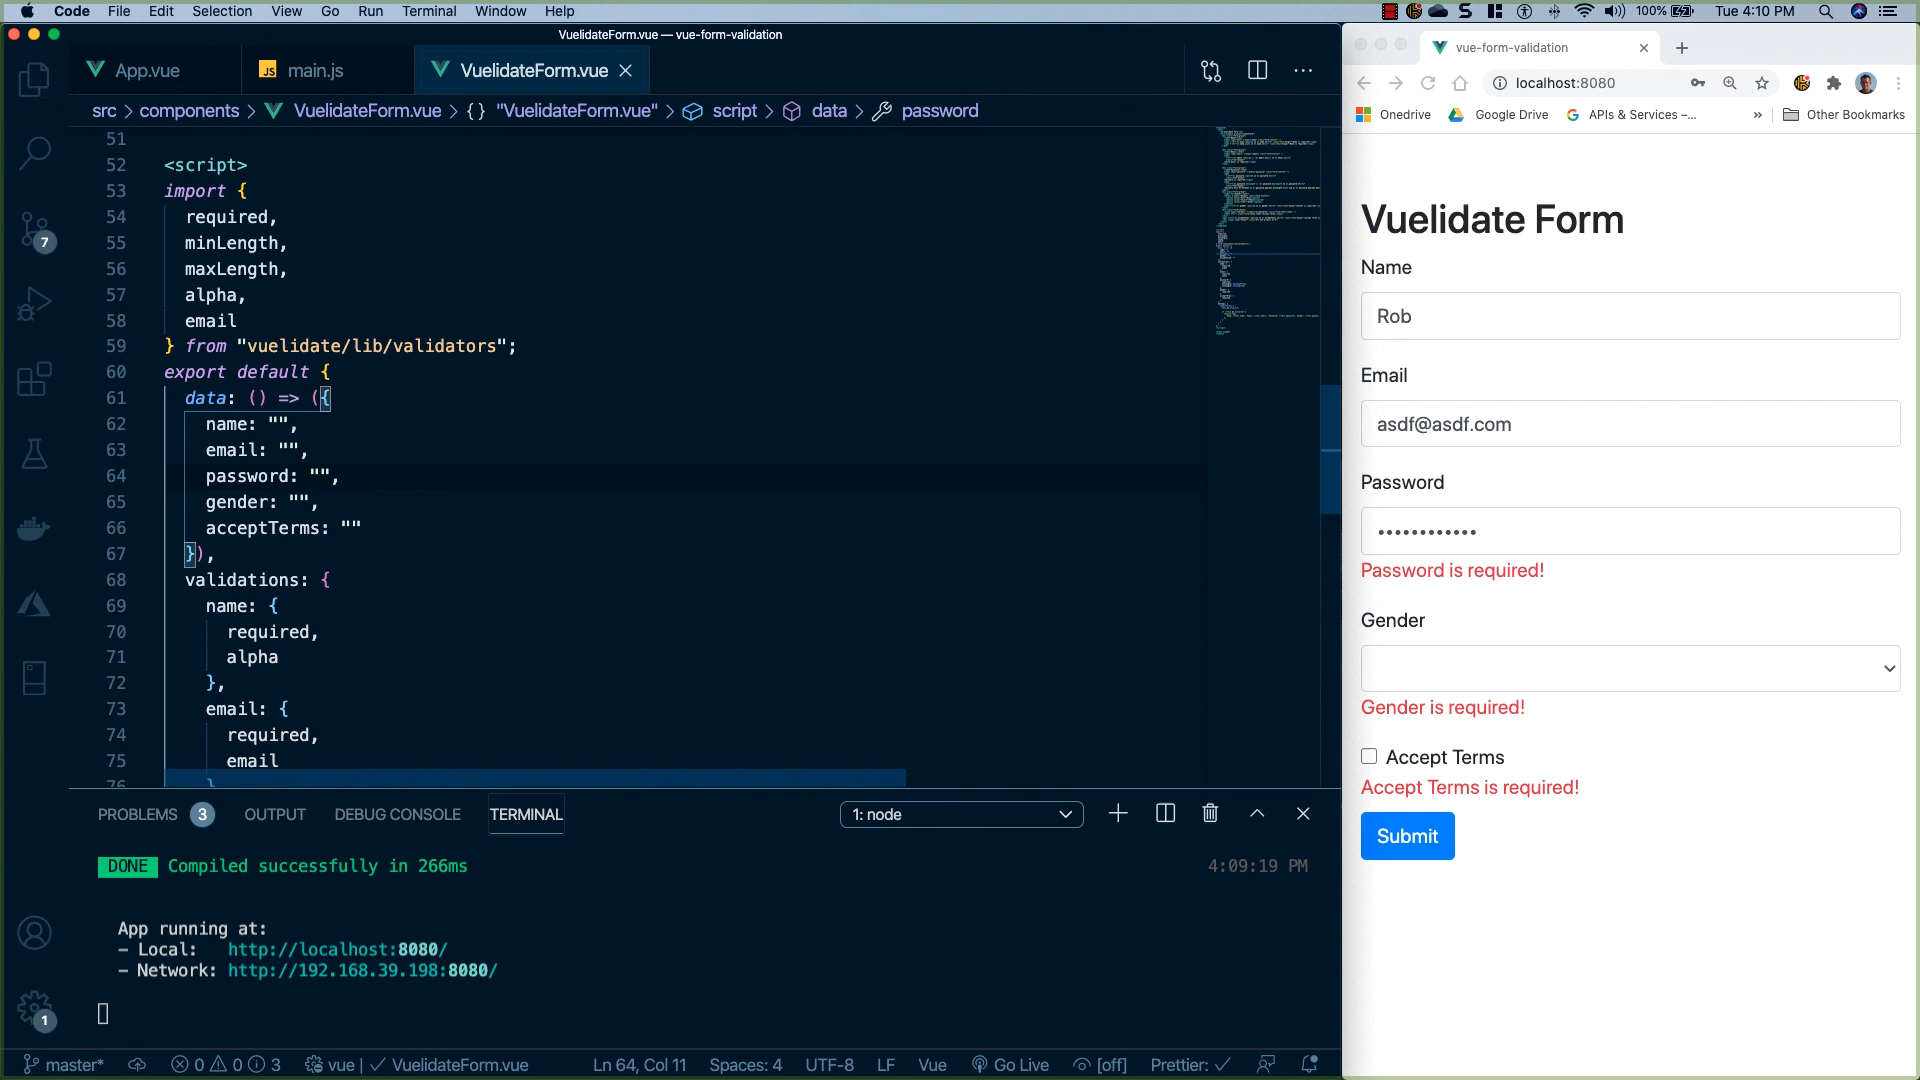 Code File Edit Selection View Go Run Terminal Window Help
100% Tue 4:10 PM
VuelidateForm.vue — vue-form-validation
App.vue
JS main.js
VuelidateForm.vue
src > components > VuelidateForm.vue > {} "VuelidateForm.vue" > script > data > password
51
52 <script>
53 import {
54 required,
55 minLength,
56 maxLength,
57 alpha,
58 email
59 } from "vuelidate/lib/validators";
60 export default {
61 data: () => ({
62 name: "",
63 email: "",
64 password: "",
65 gender: "",
66 acceptTerms: ""
67 }),
68 validations: {
69 name: {
70 required,
71 alpha
72 },
73 email: {
74 required,
75 email
76 }
7
PROBLEMS 3 OUTPUT DEBUG CONSOLE TERMINAL
1: node
DONE Compiled successfully in 266ms
4:09:19 PM
App running at:
- Local: http://localhost:8080/
- Network: http://192.168.39.198:8080/
1
master* 0 0 3 vue | ✓ VuelidateForm.vue
Ln 64, Col 11 Spaces: 4 UTF-8 LF Vue Go Live [off] Prettier: ✓
vue-form-validation
localhost:8080
Onedrive Google Drive APIs & Services –... » Other Bookmarks
Vuelidate Form
Name
Rob
Email
asdf@asdf.com
Password
••••••••••••
Password is required!
Gender
Gender is required!
Accept Terms
Accept Terms is required!
Submit